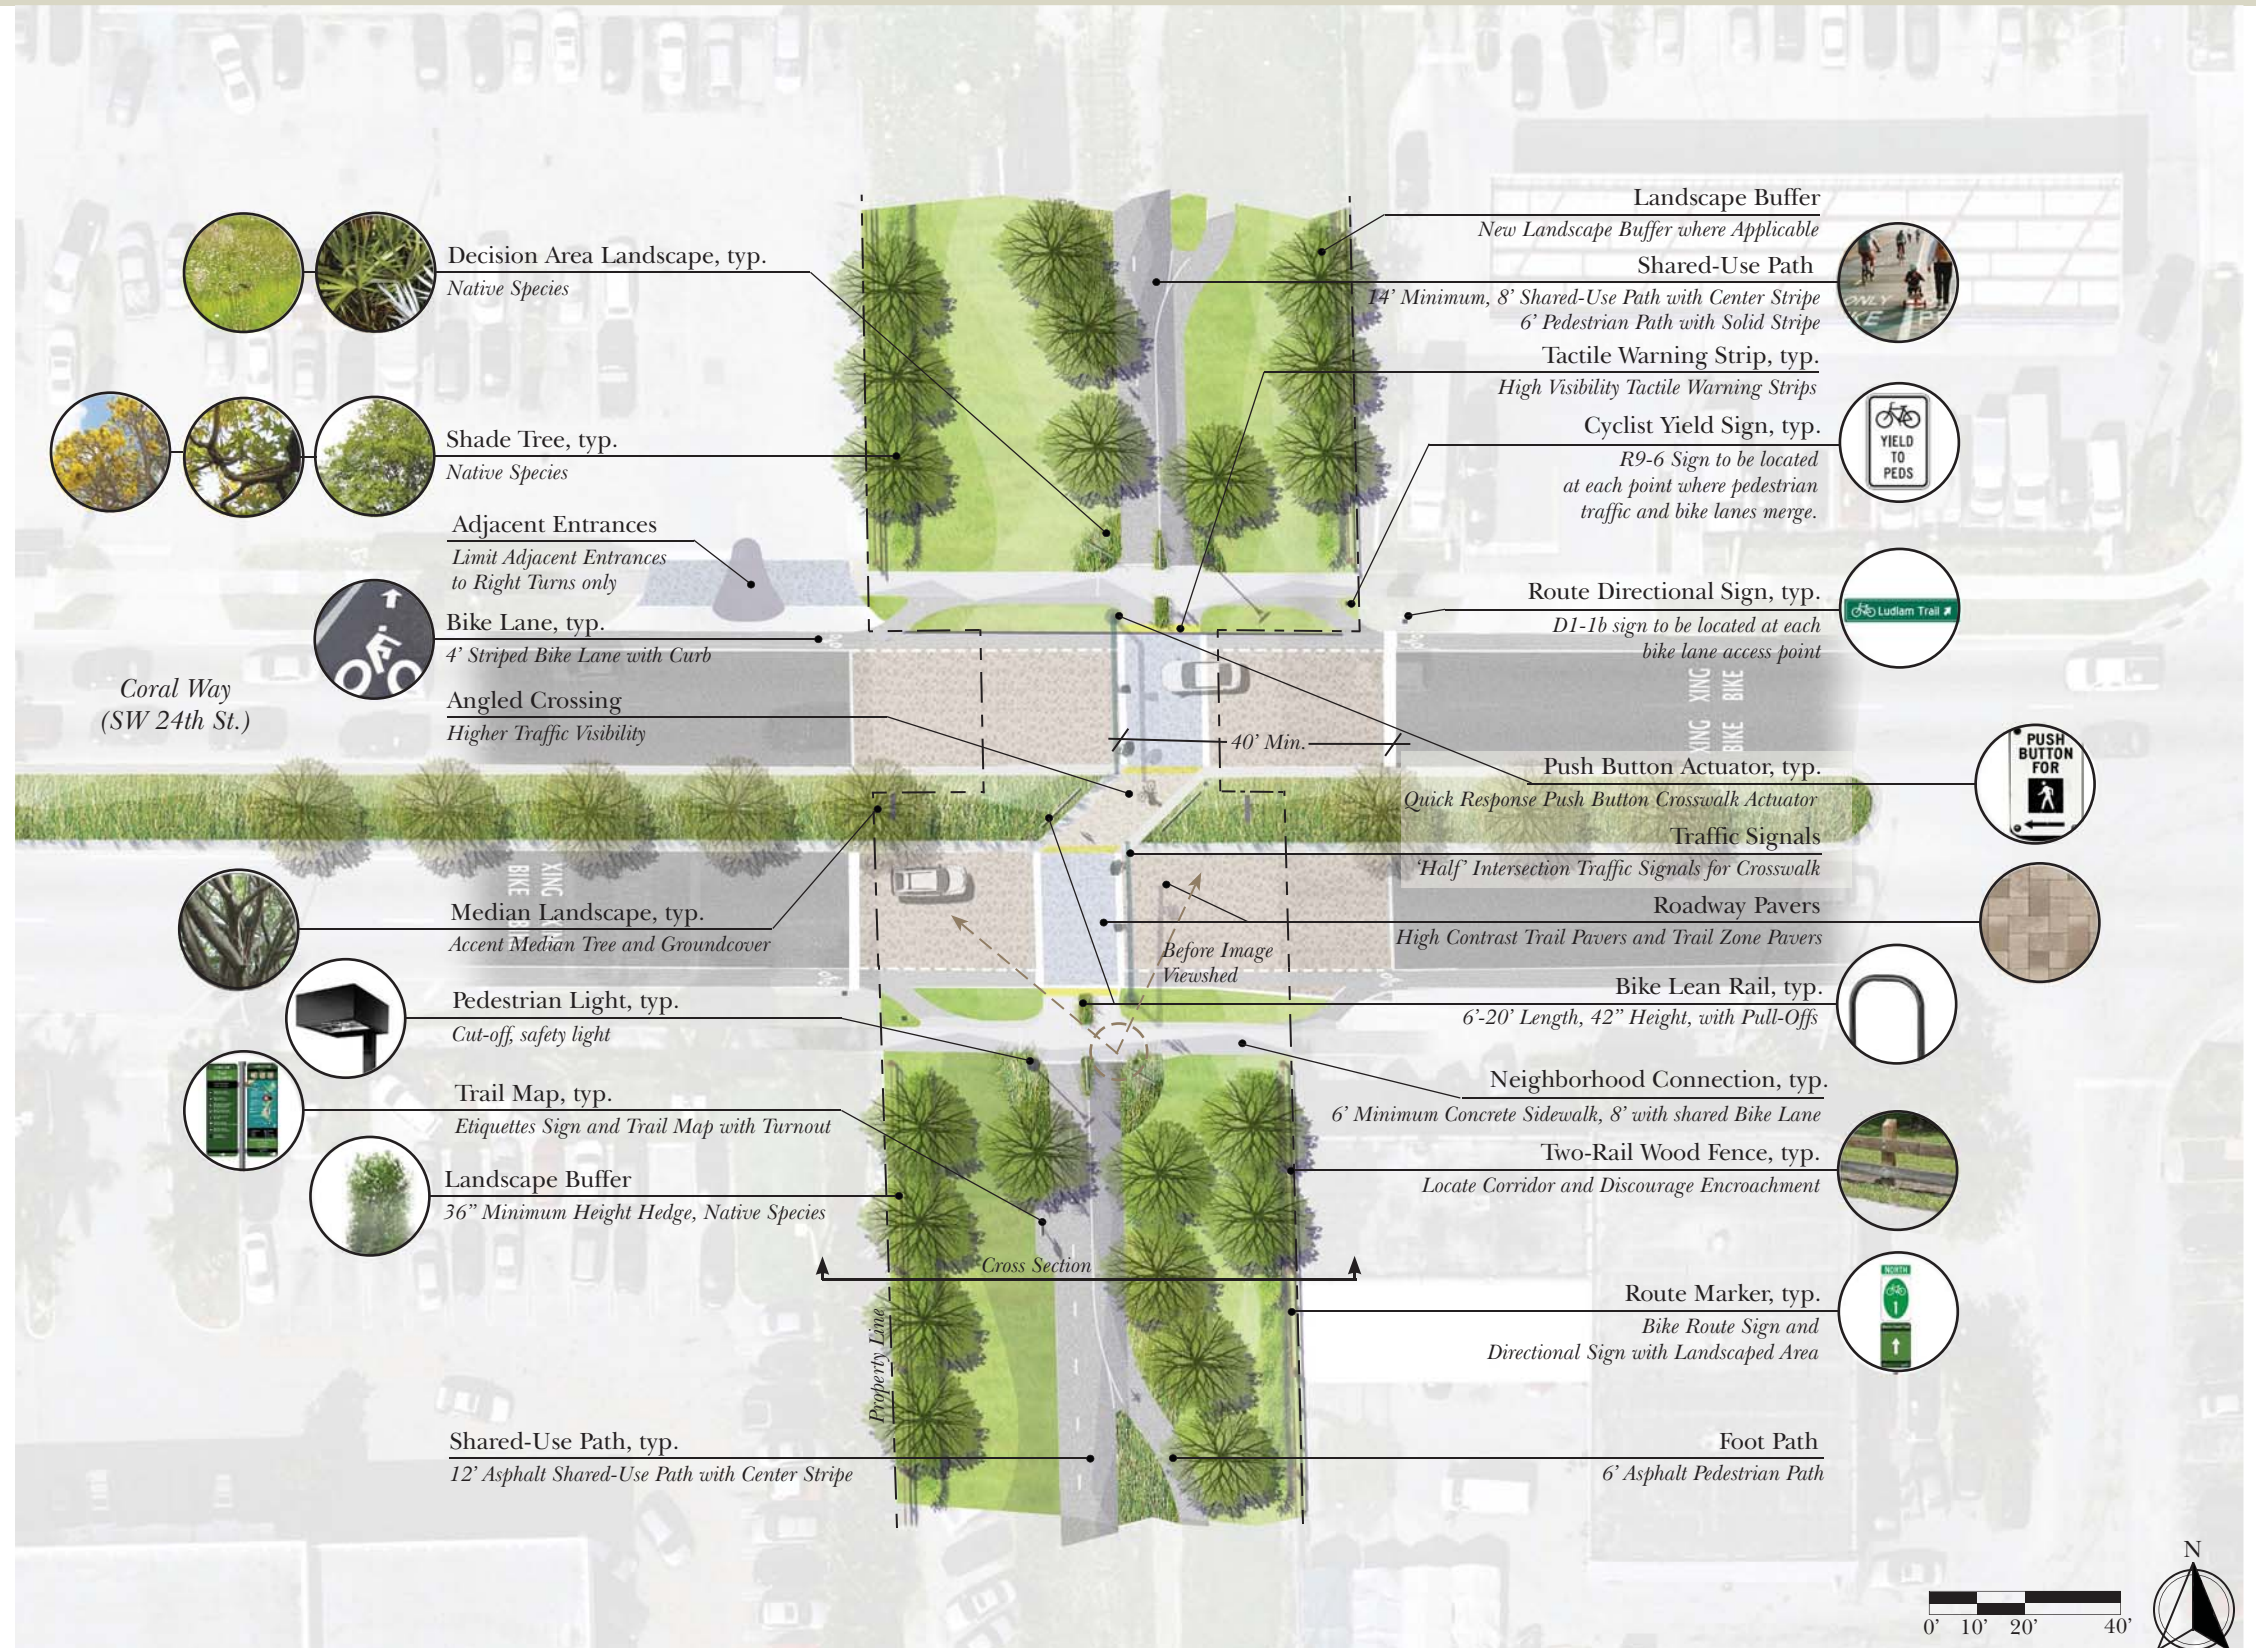 Decision Area Landscape, typ.
Native Species
Shade Tree, typ.
Native Species
Adjacent Entrances
Limit Adjacent Entrances
to Right Turns only
Bike Lane, typ.
4’ Striped Bike Lane with Curb
Coral Way
(SW 24th St.)
Angled Crossing
Higher Traffic Visibility
Median Landscape, typ.
Accent Median Tree and Groundcover
Pedestrian Light, typ.
Cut-off, safety light
Trail Map, typ.
Etiquettes Sign and Trail Map with Turnout
Landscape Buffer
36” Minimum Height Hedge, Native Species
Shared-Use Path, typ.
12’ Asphalt Shared-Use Path with Center Stripe
BIKE XING
BIKE XING
40’ Min.
Before Image
Viewshed
Cross Section
Property Line
Landscape Buffer
New Landscape Buffer where Applicable
Shared-Use Path
14’ Minimum, 8’ Shared-Use Path with Center Stripe
6’ Pedestrian Path with Solid Stripe
ONLY
Tactile Warning Strip, typ.
High Visibility Tactile Warning Strips
Cyclist Yield Sign, typ.
R9-6 Sign to be located
at each point where pedestrian
traffic and bike lanes merge.
YIELD
TO
PEDS
Route Directional Sign, typ.
D1-1b sign to be located at each
bike lane access point
Ludlam Trail
XING XING
BIKE BIKE
Push Button Actuator, typ.
Quick Response Push Button Crosswalk Actuator
PUSH
BUTTON
FOR
Traffic Signals
‘Half’ Intersection Traffic Signals for Crosswalk
Roadway Pavers
High Contrast Trail Pavers and Trail Zone Pavers
Bike Lean Rail, typ.
6’-20’ Length, 42” Height, with Pull-Offs
Neighborhood Connection, typ.
6’ Minimum Concrete Sidewalk, 8’ with shared Bike Lane
Two-Rail Wood Fence, typ.
Locate Corridor and Discourage Encroachment
Route Marker, typ.
Bike Route Sign and
Directional Sign with Landscaped Area
NORTH
1
Foot Path
6’ Asphalt Pedestrian Path
N
0’ 10’ 20’ 40’